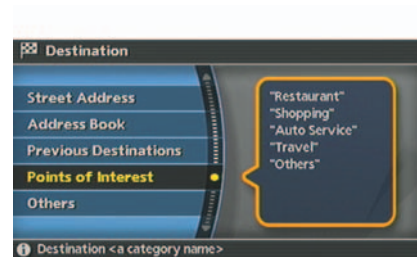 Destination
Street Address
Address Book
Previous Destinations
Points of Interest
Others
"Restaurant"
"Shopping"
"Auto Service"
"Travel"
"Others"
Destination <a category name>